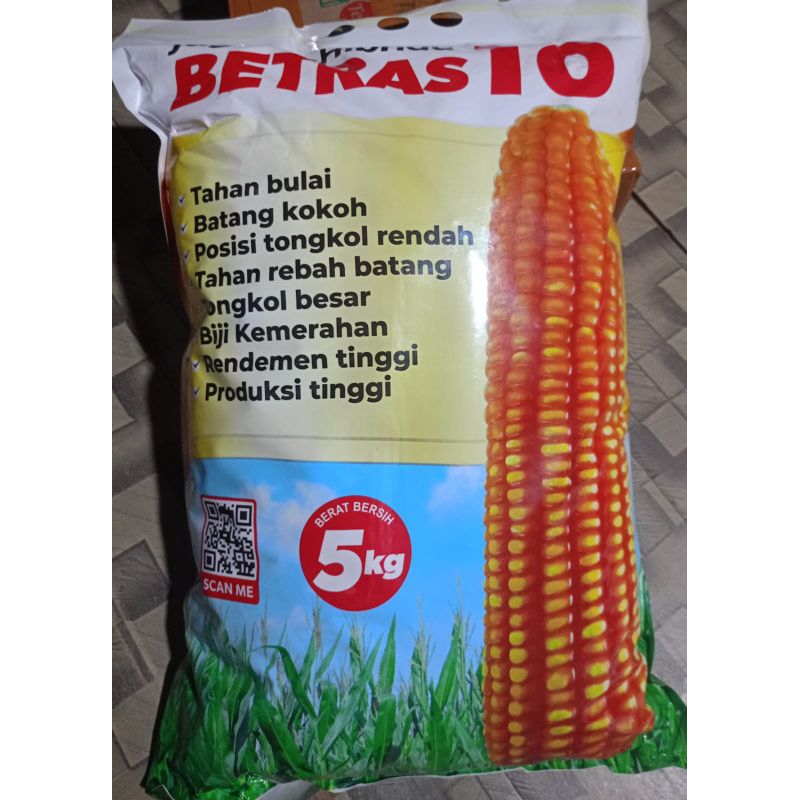 BETRAS 10
Tahan bulai
Batang kokoh
Posisi tongkol rendah
Tahan rebah batang
Tongkol besar
Biji Kemerahan
Rendemen tinggi
Produksi tinggi
SCAN ME
BERAT BERSIH
5kg